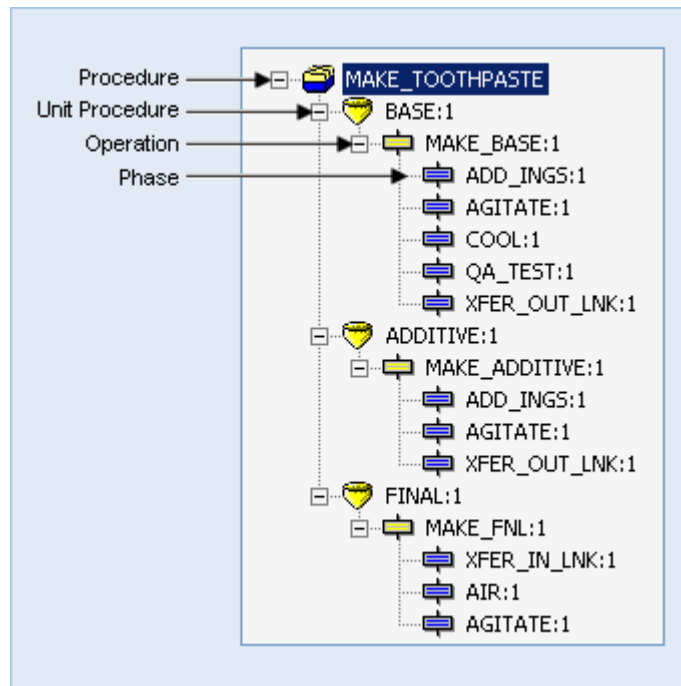 Procedure MAKE_TOOTHPASTE
Unit Procedure BASE:1
Operation MAKE_BASE:1
Phase ADD_INGS:1
AGITATE:1
COOL:1
QA_TEST:1
XFER_OUT_LNK:1
ADDITIVE:1
MAKE_ADDITIVE:1
ADD_INGS:1
AGITATE:1
XFER_OUT_LNK:1
FINAL:1
MAKE_FNL:1
XFER_IN_LNK:1
AIR:1
AGITATE:1